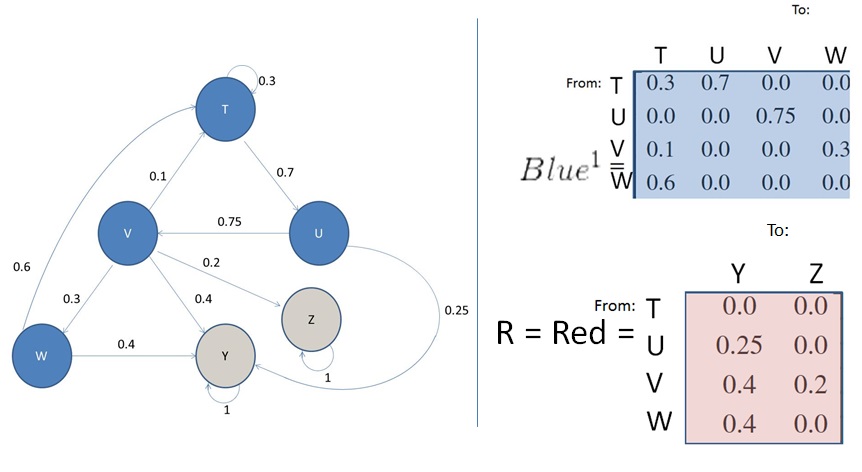 T
0.3
0.1
0.7
V
0.75
U
0.2
0.6
0.3
0.4
0.25
Z
W
0.4
Y
1
1
To:
T U V W
From: T 0.3 0.7 0.0 0.0
U 0.0 0.0 0.75 0.0
V 0.1 0.0 0.0 0.3
Blue¹ =
W 0.6 0.0 0.0 0.0
To:
Y Z
From: T 0.0 0.0
R = Red =
U 0.25 0.0
V 0.4 0.2
W 0.4 0.0